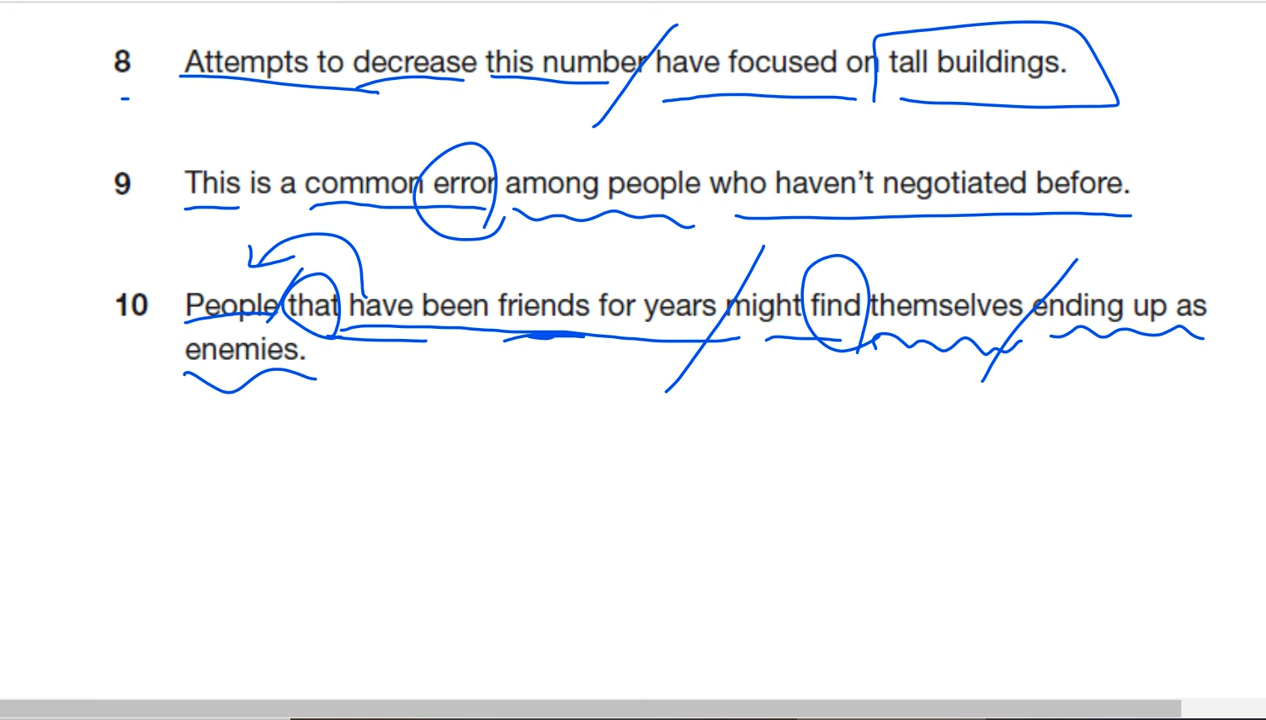 8 Attempts to decrease this number have focused on tall buildings.
9 This is a common error among people who haven’t negotiated before.
10 People that have been friends for years might find themselves ending up as
enemies.